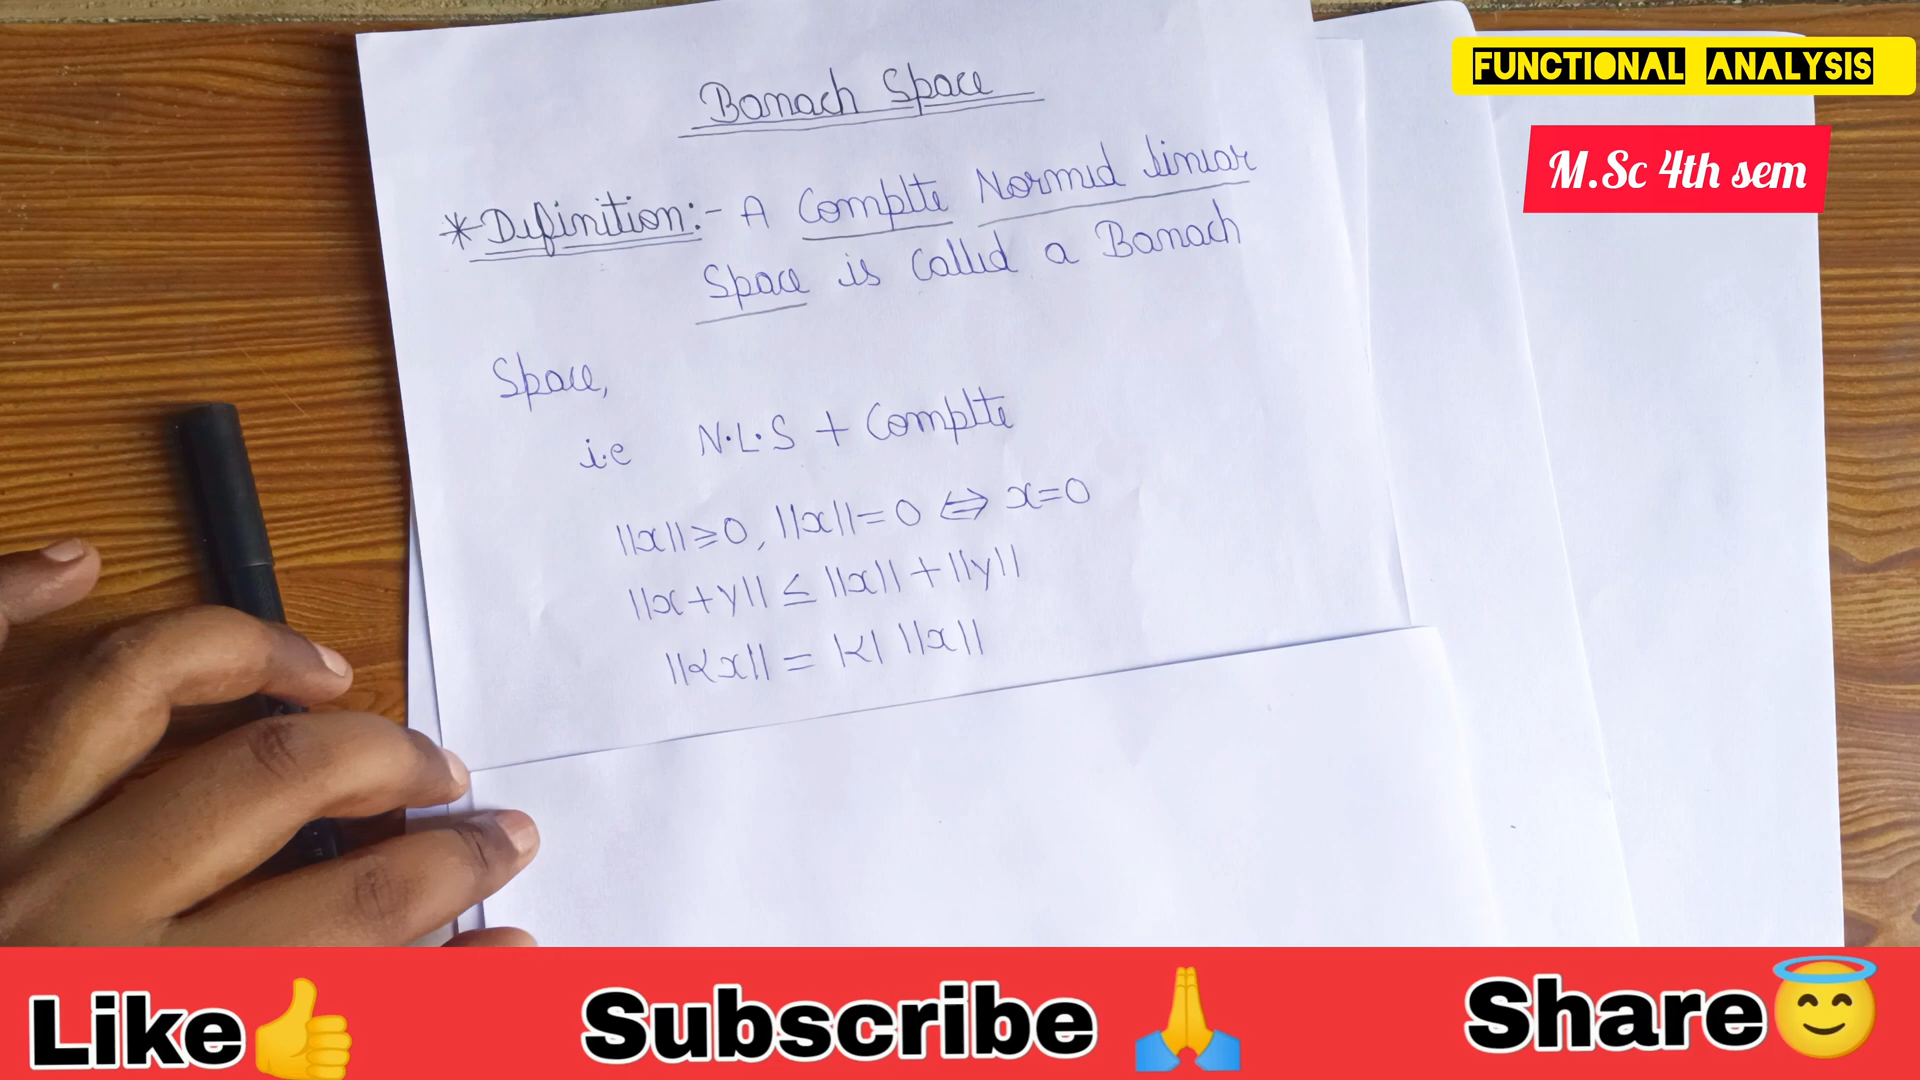 FUNCTIONAL ANALYSIS
M.Sc 4th sem
Banach Space
*Definition:- A Complete Normed linear
Space is called a Banach
Space,
i.e N.L.S + Complete
||x||≥0, ||x||=0 ⇔ x=0
||x+y|| ≤ ||x|| + ||y||
||αx|| = |α| ||x||
Like👍 Subscribe 🙏 Share😇